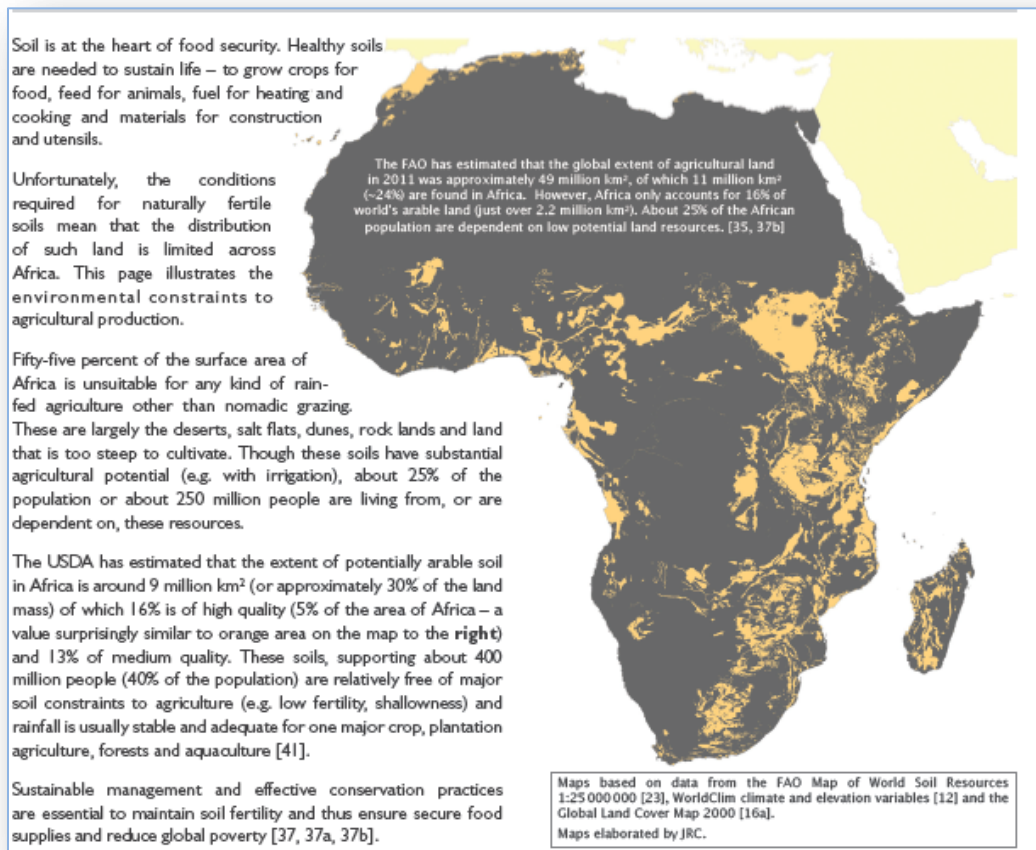 Soil is at the heart of food security. Healthy soils
are needed to sustain life – to grow crops for
food, feed for animals, fuel for heating and
cooking and materials for construction
and utensils.
Unfortunately, the conditions
required for naturally fertile
soils mean that the distribution
of such land is limited across
Africa. This page illustrates the
environmental constraints to
agricultural production.
Fifty-five percent of the surface area of
Africa is unsuitable for any kind of rain-
fed agriculture other than nomadic grazing.
These are largely the deserts, salt flats, dunes, rock lands and land
that is too steep to cultivate. Though these soils have substantial
agricultural potential (e.g. with irrigation), about 25% of the
population or about 250 million people are living from, or are
dependent on, these resources.
The USDA has estimated that the extent of potentially arable soil
in Africa is around 9 million km² (or approximately 30% of the land
mass) of which 16% is of high quality (5% of the area of Africa – a
value surprisingly similar to orange area on the map to the right)
and 13% of medium quality. These soils, supporting about 400
million people (40% of the population) are relatively free of major
soil constraints to agriculture (e.g. low fertility, shallowness) and
rainfall is usually stable and adequate for one major crop, plantation
agriculture, forests and aquaculture [41].
Sustainable management and effective conservation practices
are essential to maintain soil fertility and thus ensure secure food
supplies and reduce global poverty [37, 37a, 37b].
The FAO has estimated that the global extent of agricultural land
in 2011 was approximately 49 million km², of which 11 million km²
(~24%) are found in Africa. However, Africa only accounts for 16% of
world's arable land (just over 2.2 million km²). About 25% of the African
population are dependent on low potential land resources. [35, 37b]
Maps based on data from the FAO Map of World Soil Resources
1:25 000 000 [23], WorldClim climate and elevation variables [12] and the
Global Land Cover Map 2000 [16a].
Maps elaborated by JRC.